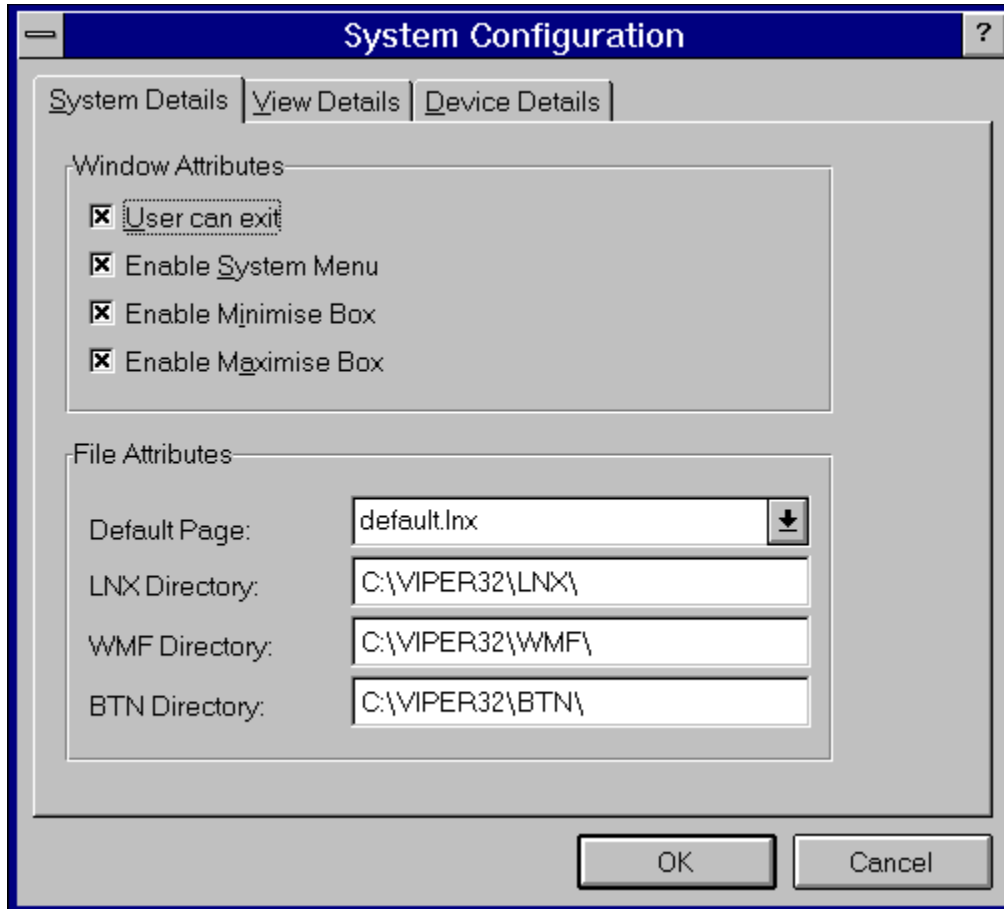 System Configuration ?
System Details View Details Device Details
Window Attributes
User can exit
Enable System Menu
Enable Minimise Box
Enable Maximise Box
File Attributes
Default Page: default.lnx
LNX Directory: C:\VIPER32\LNX\
WMF Directory: C:\VIPER32\WMF\
BTN Directory: C:\VIPER32\BTN\
OK Cancel